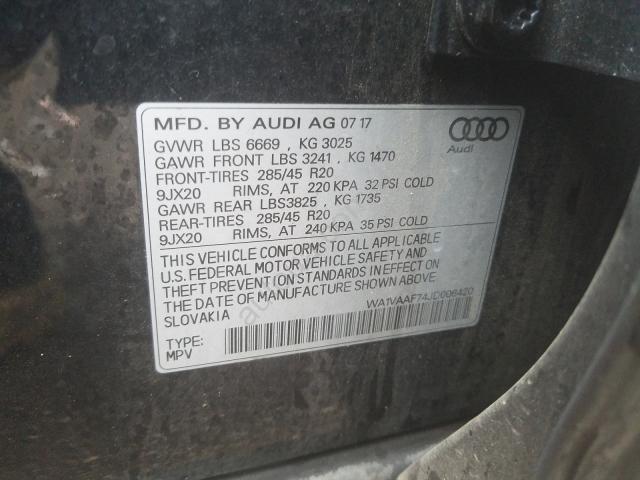 MFD. BY AUDI AG 07 17
Audi
GVWR LBS 6669 , KG 3025
GAWR FRONT LBS 3241 , KG 1470
FRONT-TIRES 285/45 R20
9JX20 RIMS, AT 220 KPA 32 PSI COLD
GAWR REAR LBS3825 , KG 1735
REAR-TIRES 285/45 R20
9JX20 RIMS, AT 240 KPA 35 PSI COLD
THIS VEHICLE CONFORMS TO ALL APPLICABLE
U.S. FEDERAL MOTOR VEHICLE SAFETY AND
THEFT PREVENTION STANDARDS IN EFFECT ON
THE DATE OF MANUFACTURE SHOWN ABOVE
SLOVAKIA
WA1VAAF74JD006420
TYPE:
MPV